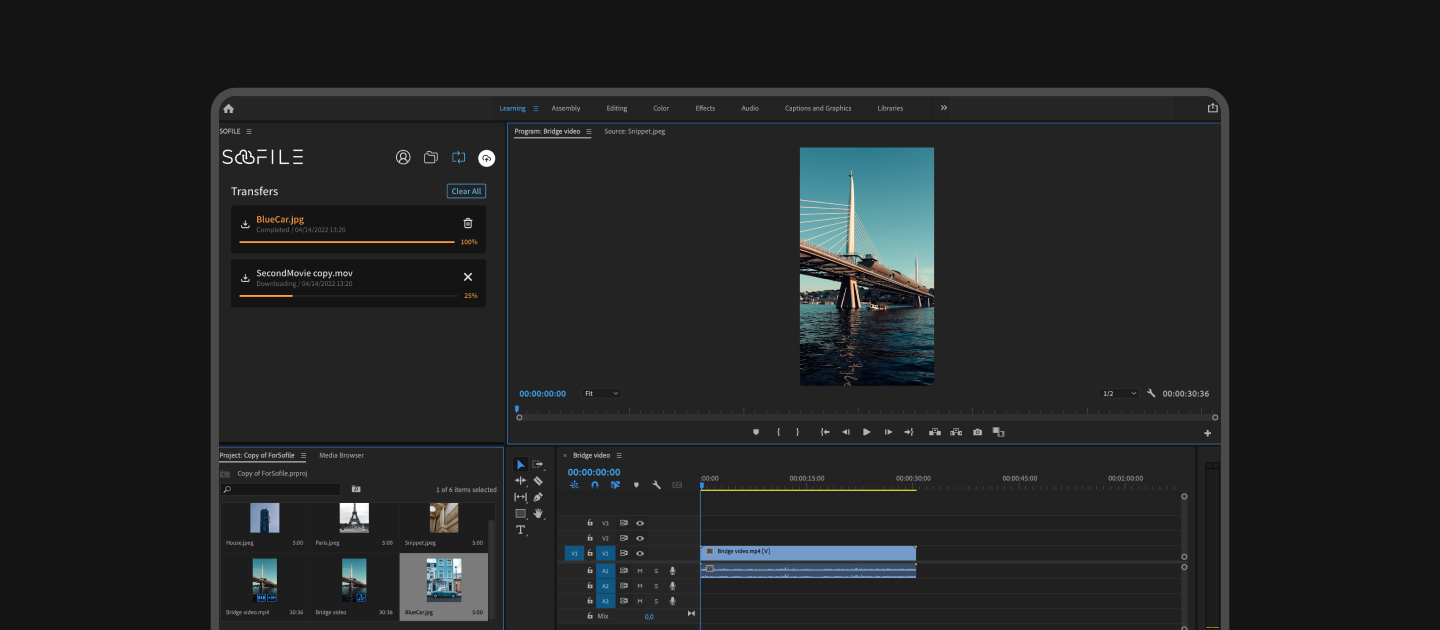 Learning
Assembly
Editing
Color
Effects
Audio
Captions and Graphics
Libraries
SOFILE
SOFILE
Transfers
Clear All
BlueCar.jpg
Completed / 04/14/2022 13:20
100%
SecondMovie copy.mov
Downloading / 04/14/2022 13:20
25%
Program: Bridge video
Source: Snippet.jpeg
00:00:00:00
Fit
1/2
00:00:30:36
Project: Copy of ForSofile
Media Browser
Copy of ForSofile.prproj
1 of 6 items selected
House.jpeg 5:00
Paris.jpeg 5:00
Snippet.jpeg 5:00
Bridge video.mp4 30:36
Bridge video 30:36
BlueCar.jpg 5:00
× Bridge video
00:00:00:00
:00:00
00:00:15:00
00:00:30:00
00:00:45:00
00:01:00:00
V3
V2
V1 V1
Bridge video.mp4 [V]
A1 M S
A2 M S
A3 M S
Mix 0,0